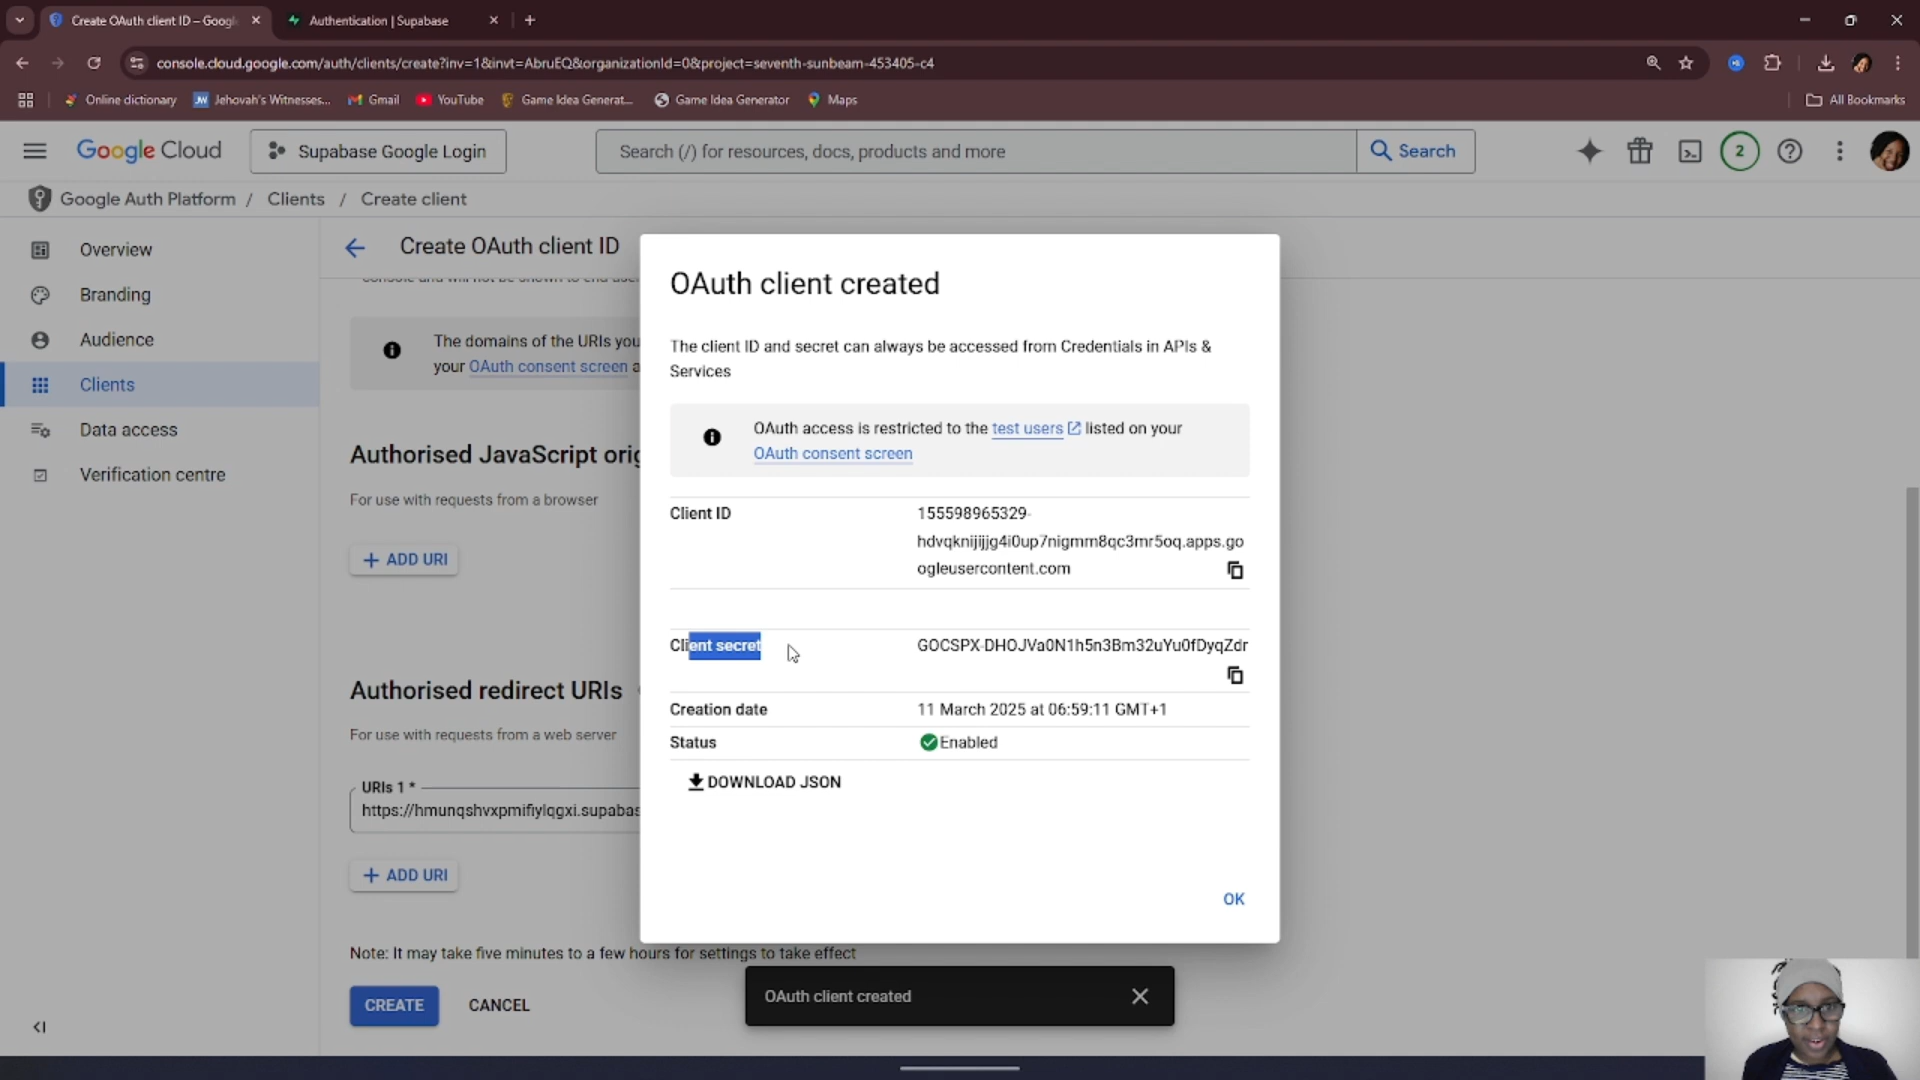 Create OAuth client ID – Googl
Authentication | Supabase
console.cloud.google.com/auth/clients/create?inv=1&invt=AbruEQ&organizationId=0&project=seventh-sunbeam-453405-c4
Online dictionary
Jehovah's Witnesses...
Gmail
YouTube
Game Idea Generat...
Game Idea Generator
Maps
All Bookmarks
Google Cloud
Supabase Google Login
Search (/) for resources, docs, products and more
Search
2
Google Auth Platform / Clients / Create client
Overview
Branding
Audience
Clients
Data access
Verification centre
Create OAuth client ID
The domains of the URIs you
your OAuth consent screen a
Authorised JavaScript orig
For use with requests from a browser
+ ADD URI
Authorised redirect URIs
For use with requests from a web server
URIs 1 *
https://hmunqshvxpmifiylqgxi.supabas
+ ADD URI
Note: It may take five minutes to a few hours for settings to take effect
CREATE
CANCEL
OAuth client created
The client ID and secret can always be accessed from Credentials in APIs &
Services
OAuth access is restricted to the test users listed on your
OAuth consent screen
Client ID
155598965329-
hdvqknijijjg4i0up7nigmm8qc3mr5oq.apps.go
ogleusercontent.com
Client secret
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
Creation date
11 March 2025 at 06:59:11 GMT+1
Status
Enabled
DOWNLOAD JSON
OK
OAuth client created